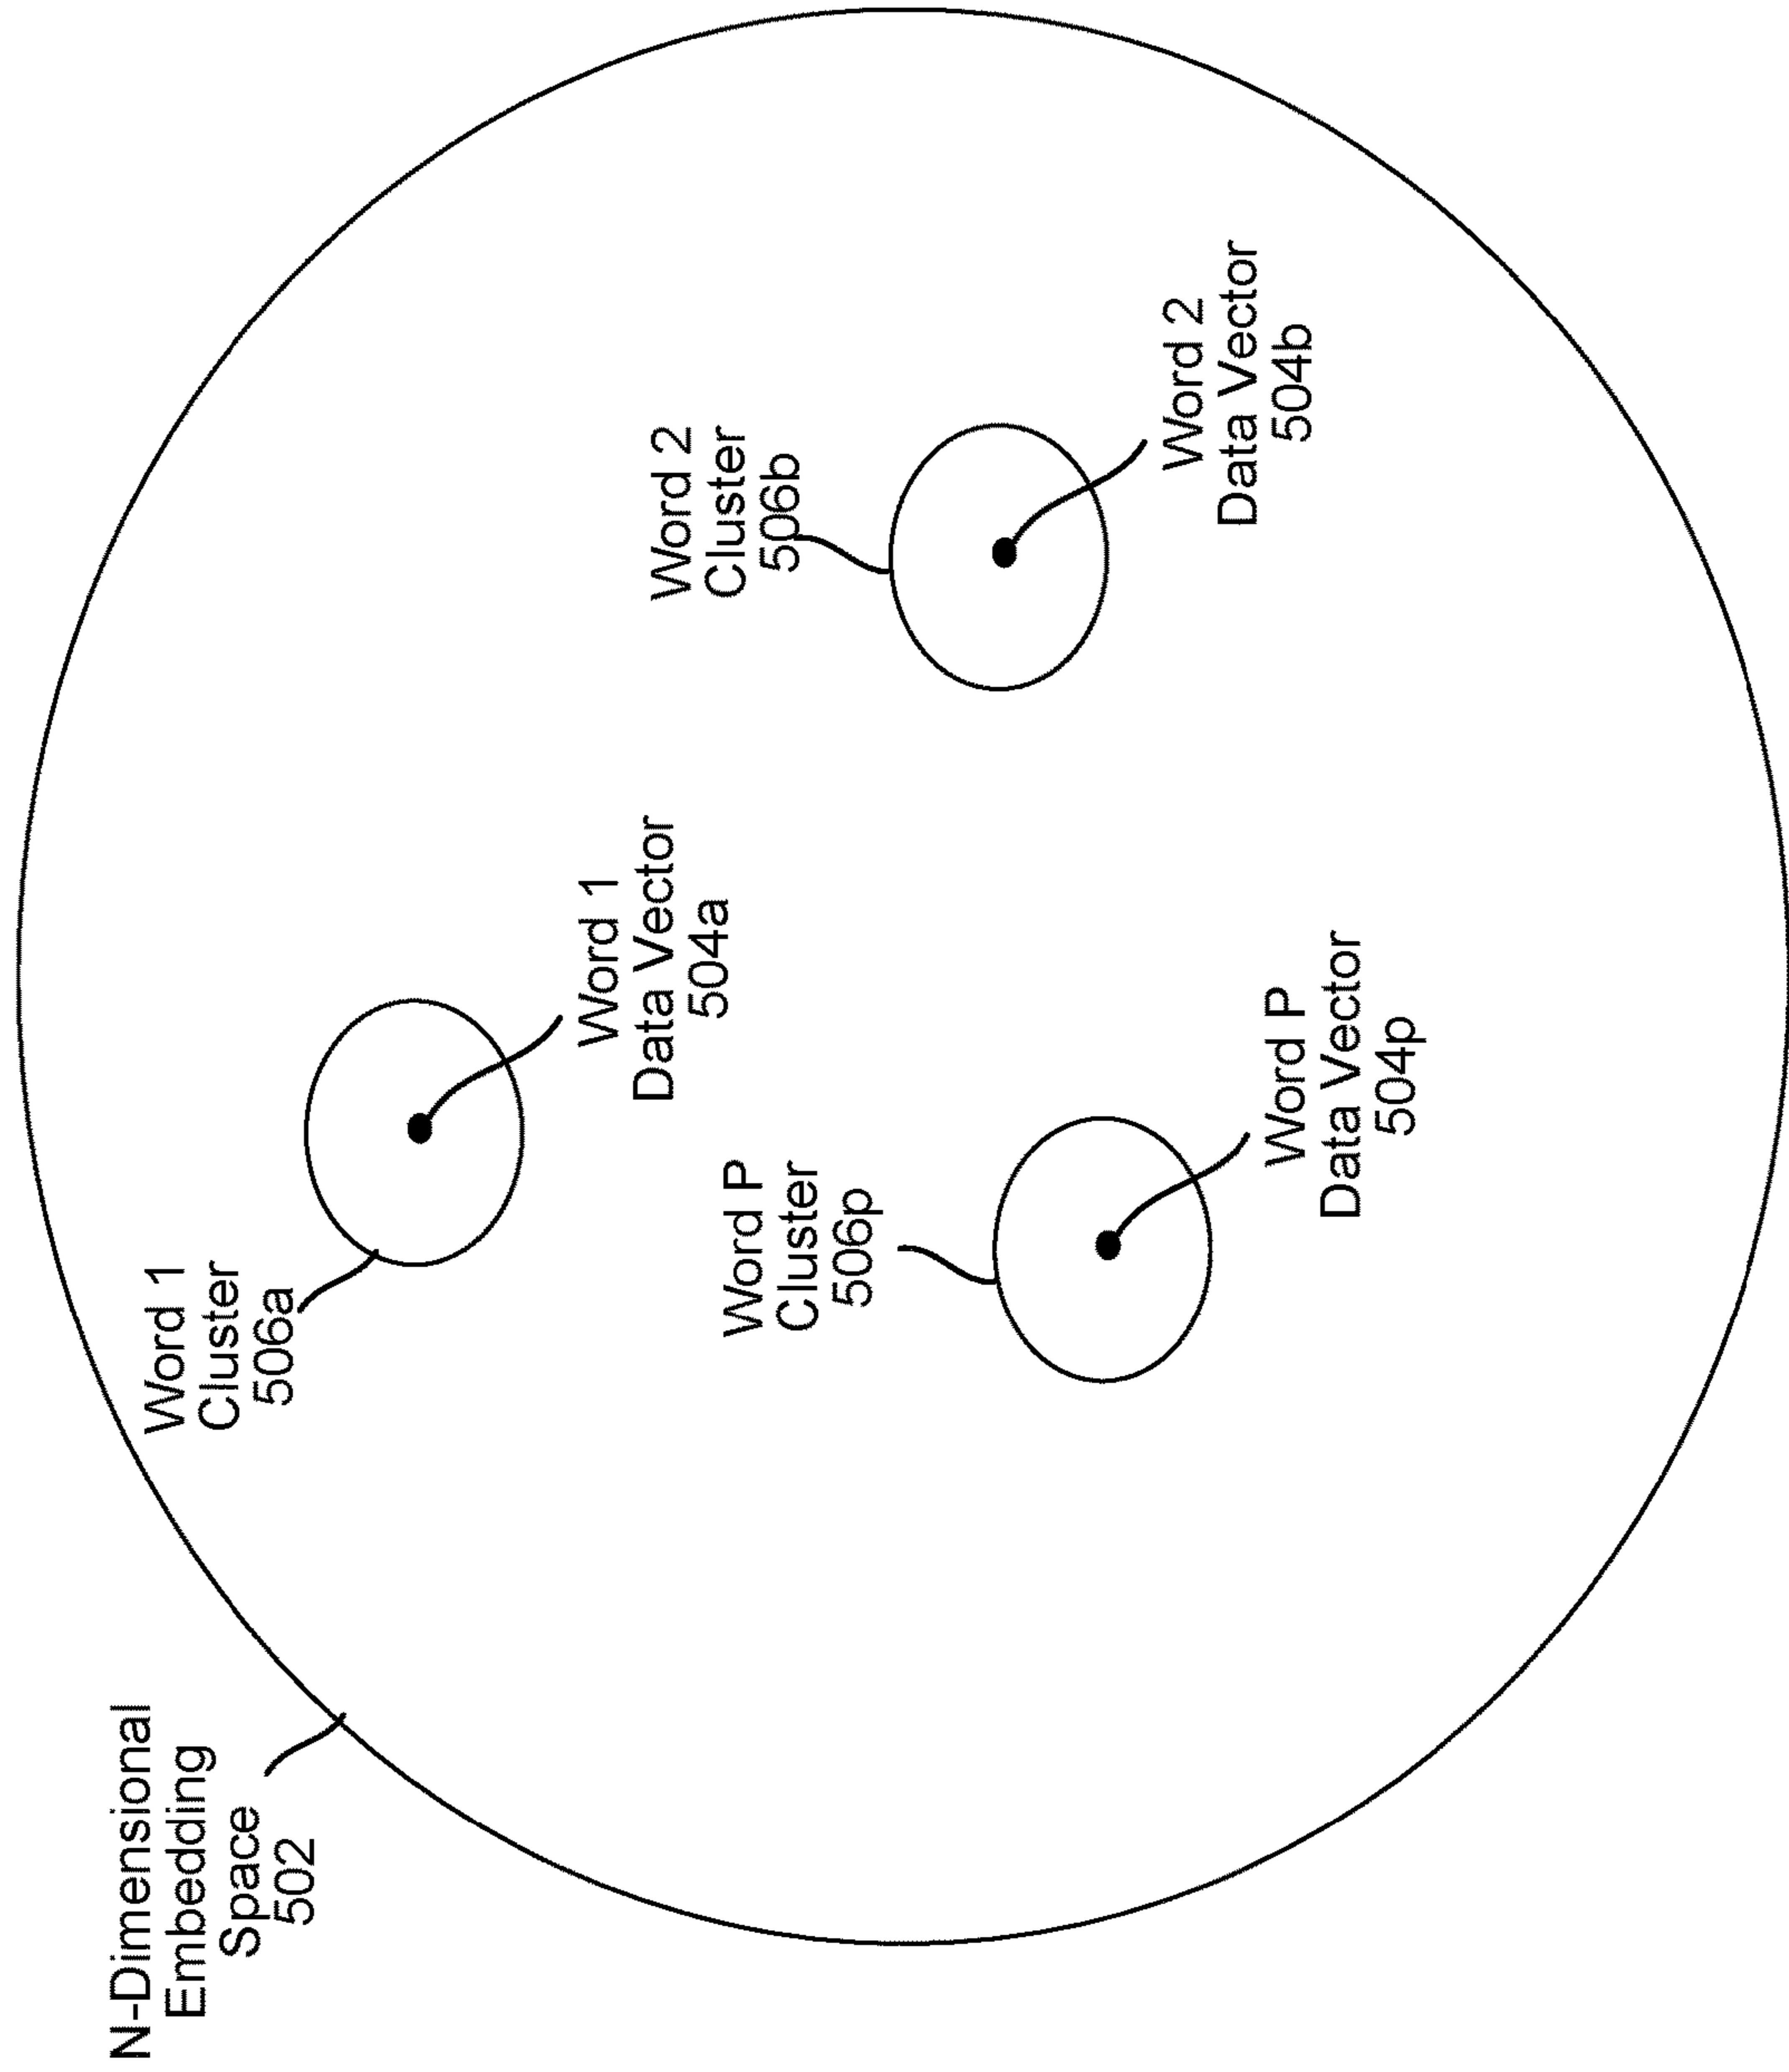 N-Dimensional
Embedding
Space
502
Word 1
Cluster
506a
Word 1
Data Vector
504a
Word 2
Cluster
506b
Word 2
Data Vector
504b
Word P
Cluster
506p
Word P
Data Vector
504p